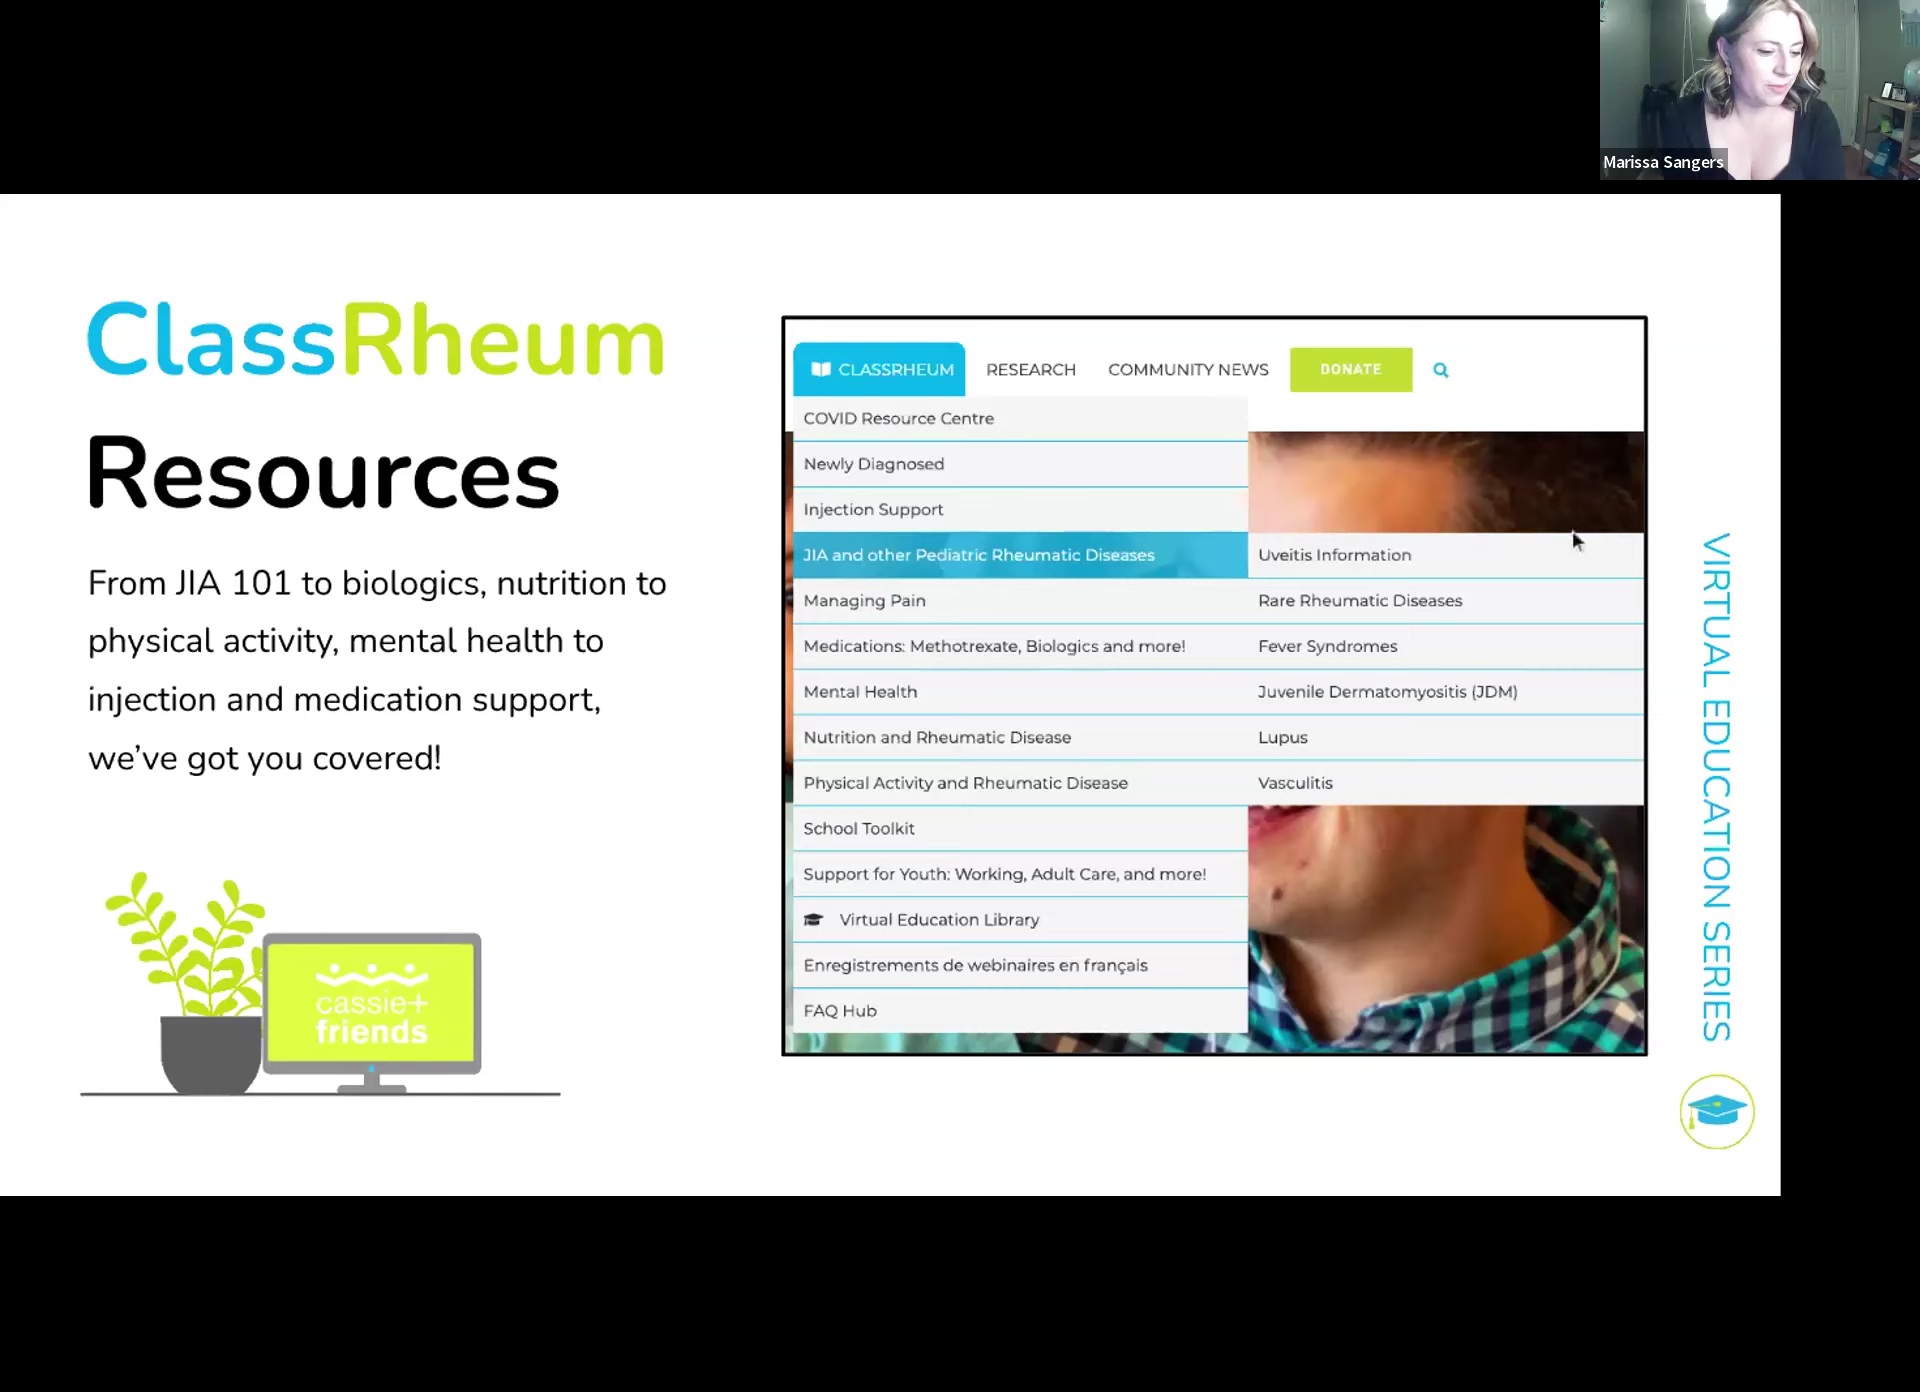 Marissa Sangers
ClassRheum
Resources
From JIA 101 to biologics, nutrition to
physical activity, mental health to
injection and medication support,
we've got you covered!
cassie+
friends
CLASSRHEUM
RESEARCH
COMMUNITY NEWS
DONATE
COVID Resource Centre
Newly Diagnosed
Injection Support
JIA and other Pediatric Rheumatic Diseases
Managing Pain
Medications: Methotrexate, Biologics and more!
Mental Health
Nutrition and Rheumatic Disease
Physical Activity and Rheumatic Disease
School Toolkit
Support for Youth: Working, Adult Care, and more!
Virtual Education Library
Enregistrements de webinaires en français
FAQ Hub
Uveitis Information
Rare Rheumatic Diseases
Fever Syndromes
Juvenile Dermatomyositis (JDM)
Lupus
Vasculitis
VIRTUAL EDUCATION SERIES